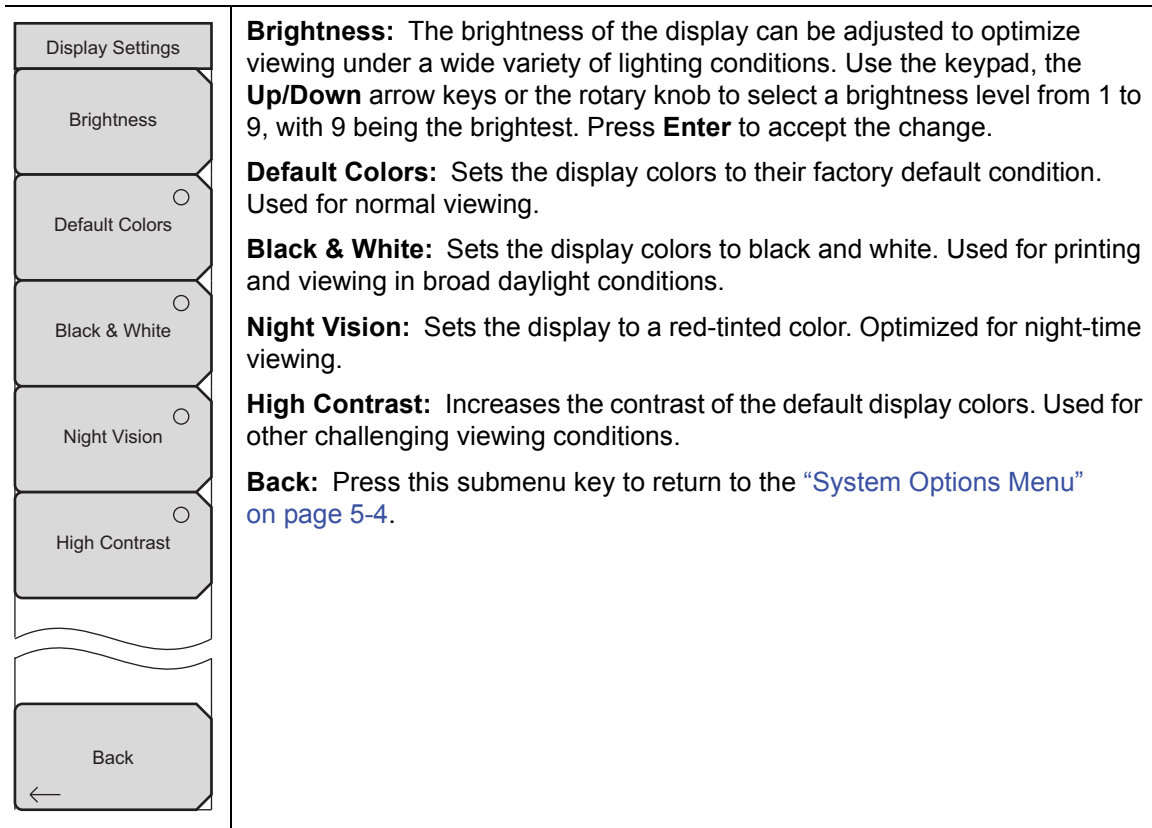 Display Settings
Brightness
Default Colors
Black & White
Night Vision
High Contrast
Back
Brightness: The brightness of the display can be adjusted to optimize
viewing under a wide variety of lighting conditions. Use the keypad, the
Up/Down arrow keys or the rotary knob to select a brightness level from 1 to
9, with 9 being the brightest. Press Enter to accept the change.
Default Colors: Sets the display colors to their factory default condition.
Used for normal viewing.
Black & White: Sets the display colors to black and white. Used for printing
and viewing in broad daylight conditions.
Night Vision: Sets the display to a red-tinted color. Optimized for night-time
viewing.
High Contrast: Increases the contrast of the default display colors. Used for
other challenging viewing conditions.
Back: Press this submenu key to return to the “System Options Menu”
on page 5-4.